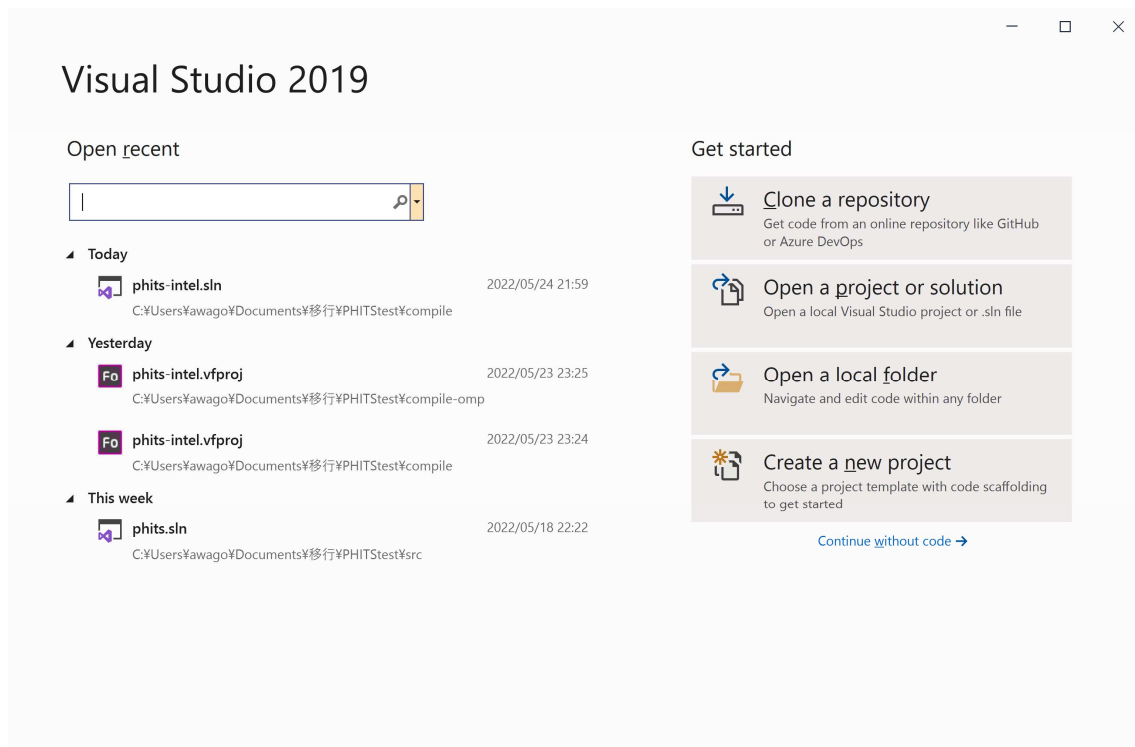 Visual Studio 2019
Open recent
Today
phits-intel.sln 2022/05/24 21:59
C:¥Users¥awago¥Documents¥移行¥PHITStest¥compile
Yesterday
Fo phits-intel.vfproj 2022/05/23 23:25
C:¥Users¥awago¥Documents¥移行¥PHITStest¥compile-omp
Fo phits-intel.vfproj 2022/05/23 23:24
C:¥Users¥awago¥Documents¥移行¥PHITStest¥compile
This week
phits.sln 2022/05/18 22:22
C:¥Users¥awago¥Documents¥移行¥PHITStest¥src
Get started
Clone a repository
Get code from an online repository like GitHub
or Azure DevOps
Open a project or solution
Open a local Visual Studio project or .sln file
Open a local folder
Navigate and edit code within any folder
Create a new project
Choose a project template with code scaffolding
to get started
Continue without code →